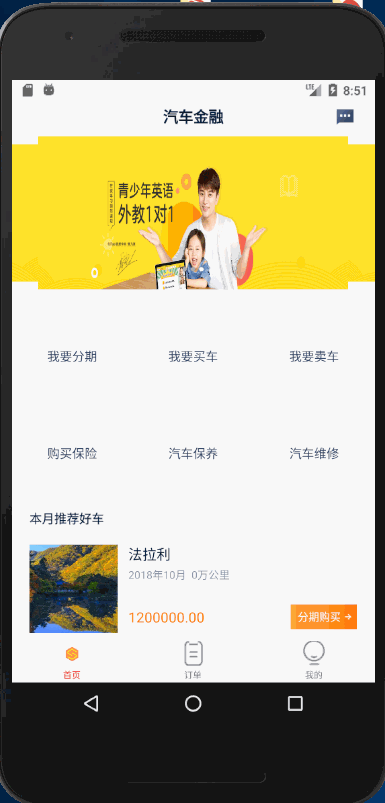 LTE 8:51
汽车金融
青少年英语
外教1对1
我要分期 我要买车 我要卖车
购买保险 汽车保养 汽车维修
本月推荐好车
法拉利
2018年10月 0万公里
1200000.00 分期购买
首页 订单 我的